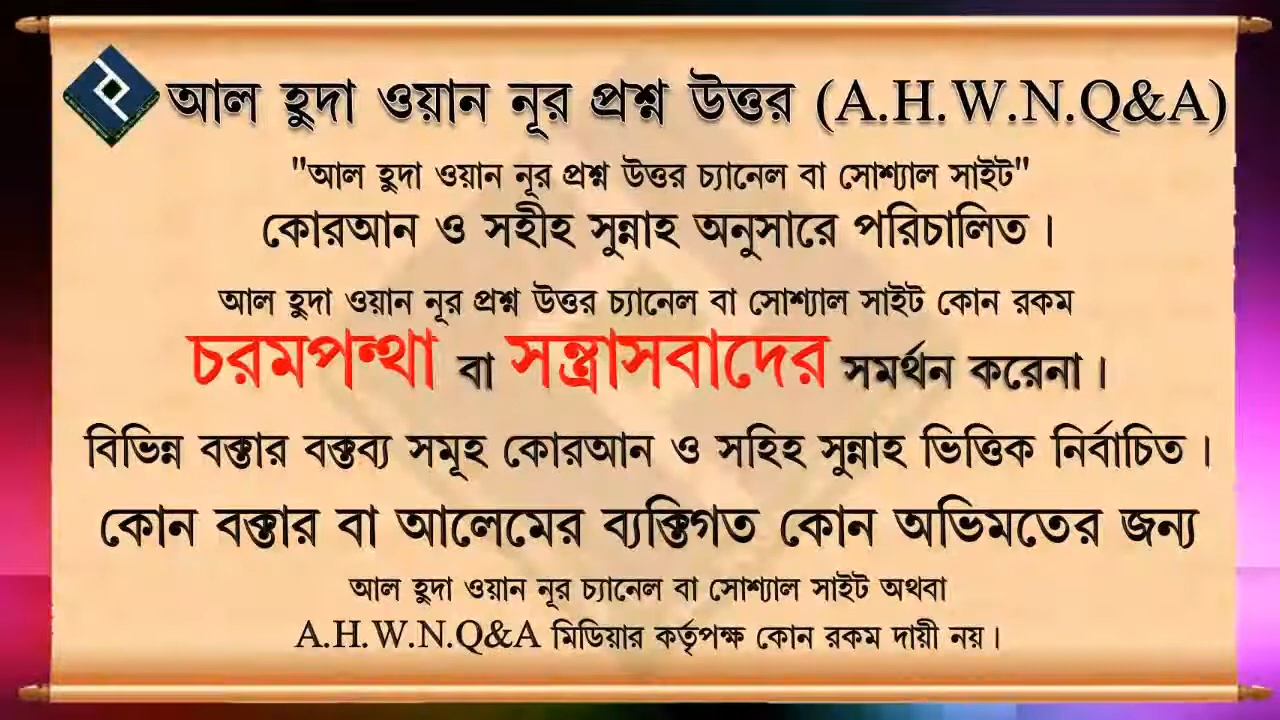 আল হুদা ওয়ান নূর প্রশ্ন উত্তর (A.H.W.N.Q&A)
"আল হুদা ওয়ান নূর প্রশ্ন উত্তর চ্যানেল বা সোশ্যাল সাইট"
কোরআন ও সহীহ সুন্নাহ অনুসারে পরিচালিত।
আল হুদা ওয়ান নূর প্রশ্ন উত্তর চ্যানেল বা সোশ্যাল সাইট কোন রকম
চরমপন্থা বা সন্ত্রাসবাদের সমর্থন করেনা।
বিভিন্ন বক্তার বক্তব্য সমূহ কোরআন ও সহিহ সুন্নাহ ভিত্তিক নির্বাচিত।
কোন বক্তার বা আলেমের ব্যক্তিগত কোন অভিমতের জন্য
আল হুদা ওয়ান নূর চ্যানেল বা সোশ্যাল সাইট অথবা
A.H.W.N.Q&A মিডিয়ার কর্তৃপক্ষ কোন রকম দায়ী নয়।